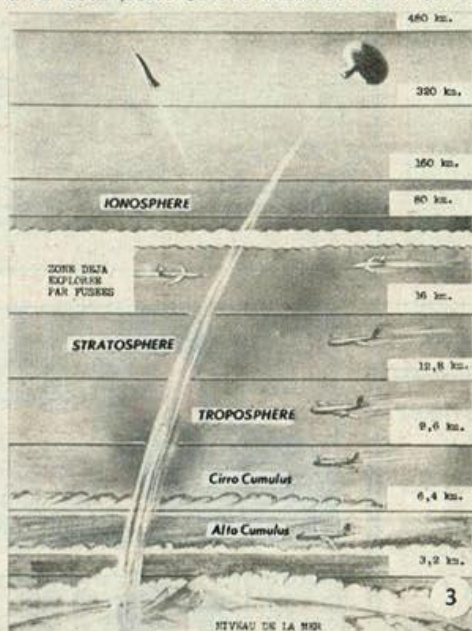 480 km.
320 km.
160 km.
IONOSPHERE
80 km.
ZONE DEJA
EXPLOREE
PAR FUSEES
16 km.
STRATOSPHERE
12,8 km.
TROPOSPHERE
9,6 km.
Cirro Cumulus
6,4 km.
Alto Cumulus
3,2 km.
3
NIVEAU DE LA MER